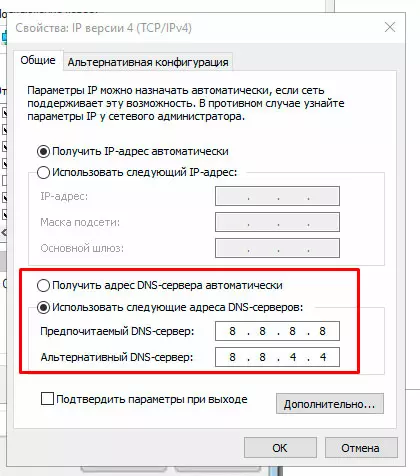 Свойства: IP версии 4 (TCP/IPv4)
Общие Альтернативная конфигурация
Параметры IP можно назначать автоматически, если сеть
поддерживает эту возможность. В противном случае узнайте
параметры IP у сетевого администратора.
Получить IP-адрес автоматически
Использовать следующий IP-адрес:
IP-адрес: . . .
Маска подсети: . . .
Основной шлюз: . . .
Получить адрес DNS-сервера автоматически
Использовать следующие адреса DNS-серверов:
Предпочитаемый DNS-сервер: 8 . 8 . 8 . 8
Альтернативный DNS-сервер: 8 . 8 . 4 . 4
Подтвердить параметры при выходе
Дополнительно...
ОК Отмена